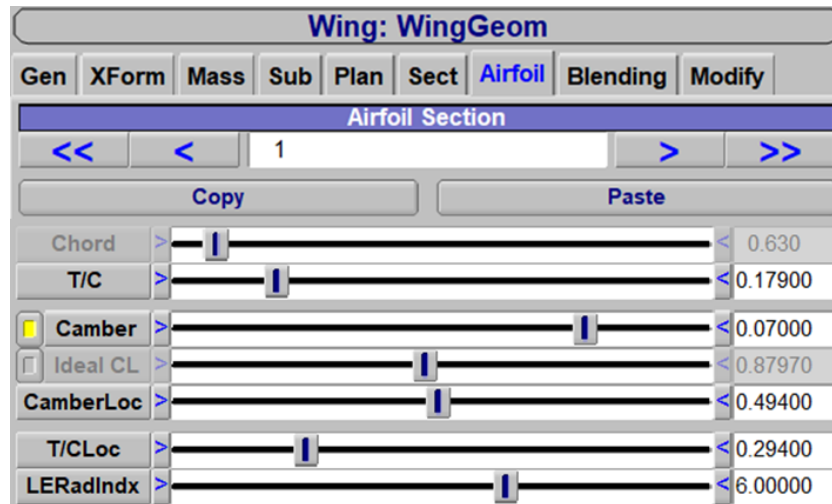 Wing: WingGeom
Gen XForm Mass Sub Plan Sect Airfoil Blending Modify
Airfoil Section
<< < 1 > >>
Copy Paste
Chord > < 0.630
T/C > < 0.17900
Camber > < 0.07000
Ideal CL > < 0.87970
CamberLoc > < 0.49400
T/CLoc > < 0.29400
LERadIndx > < 6.00000